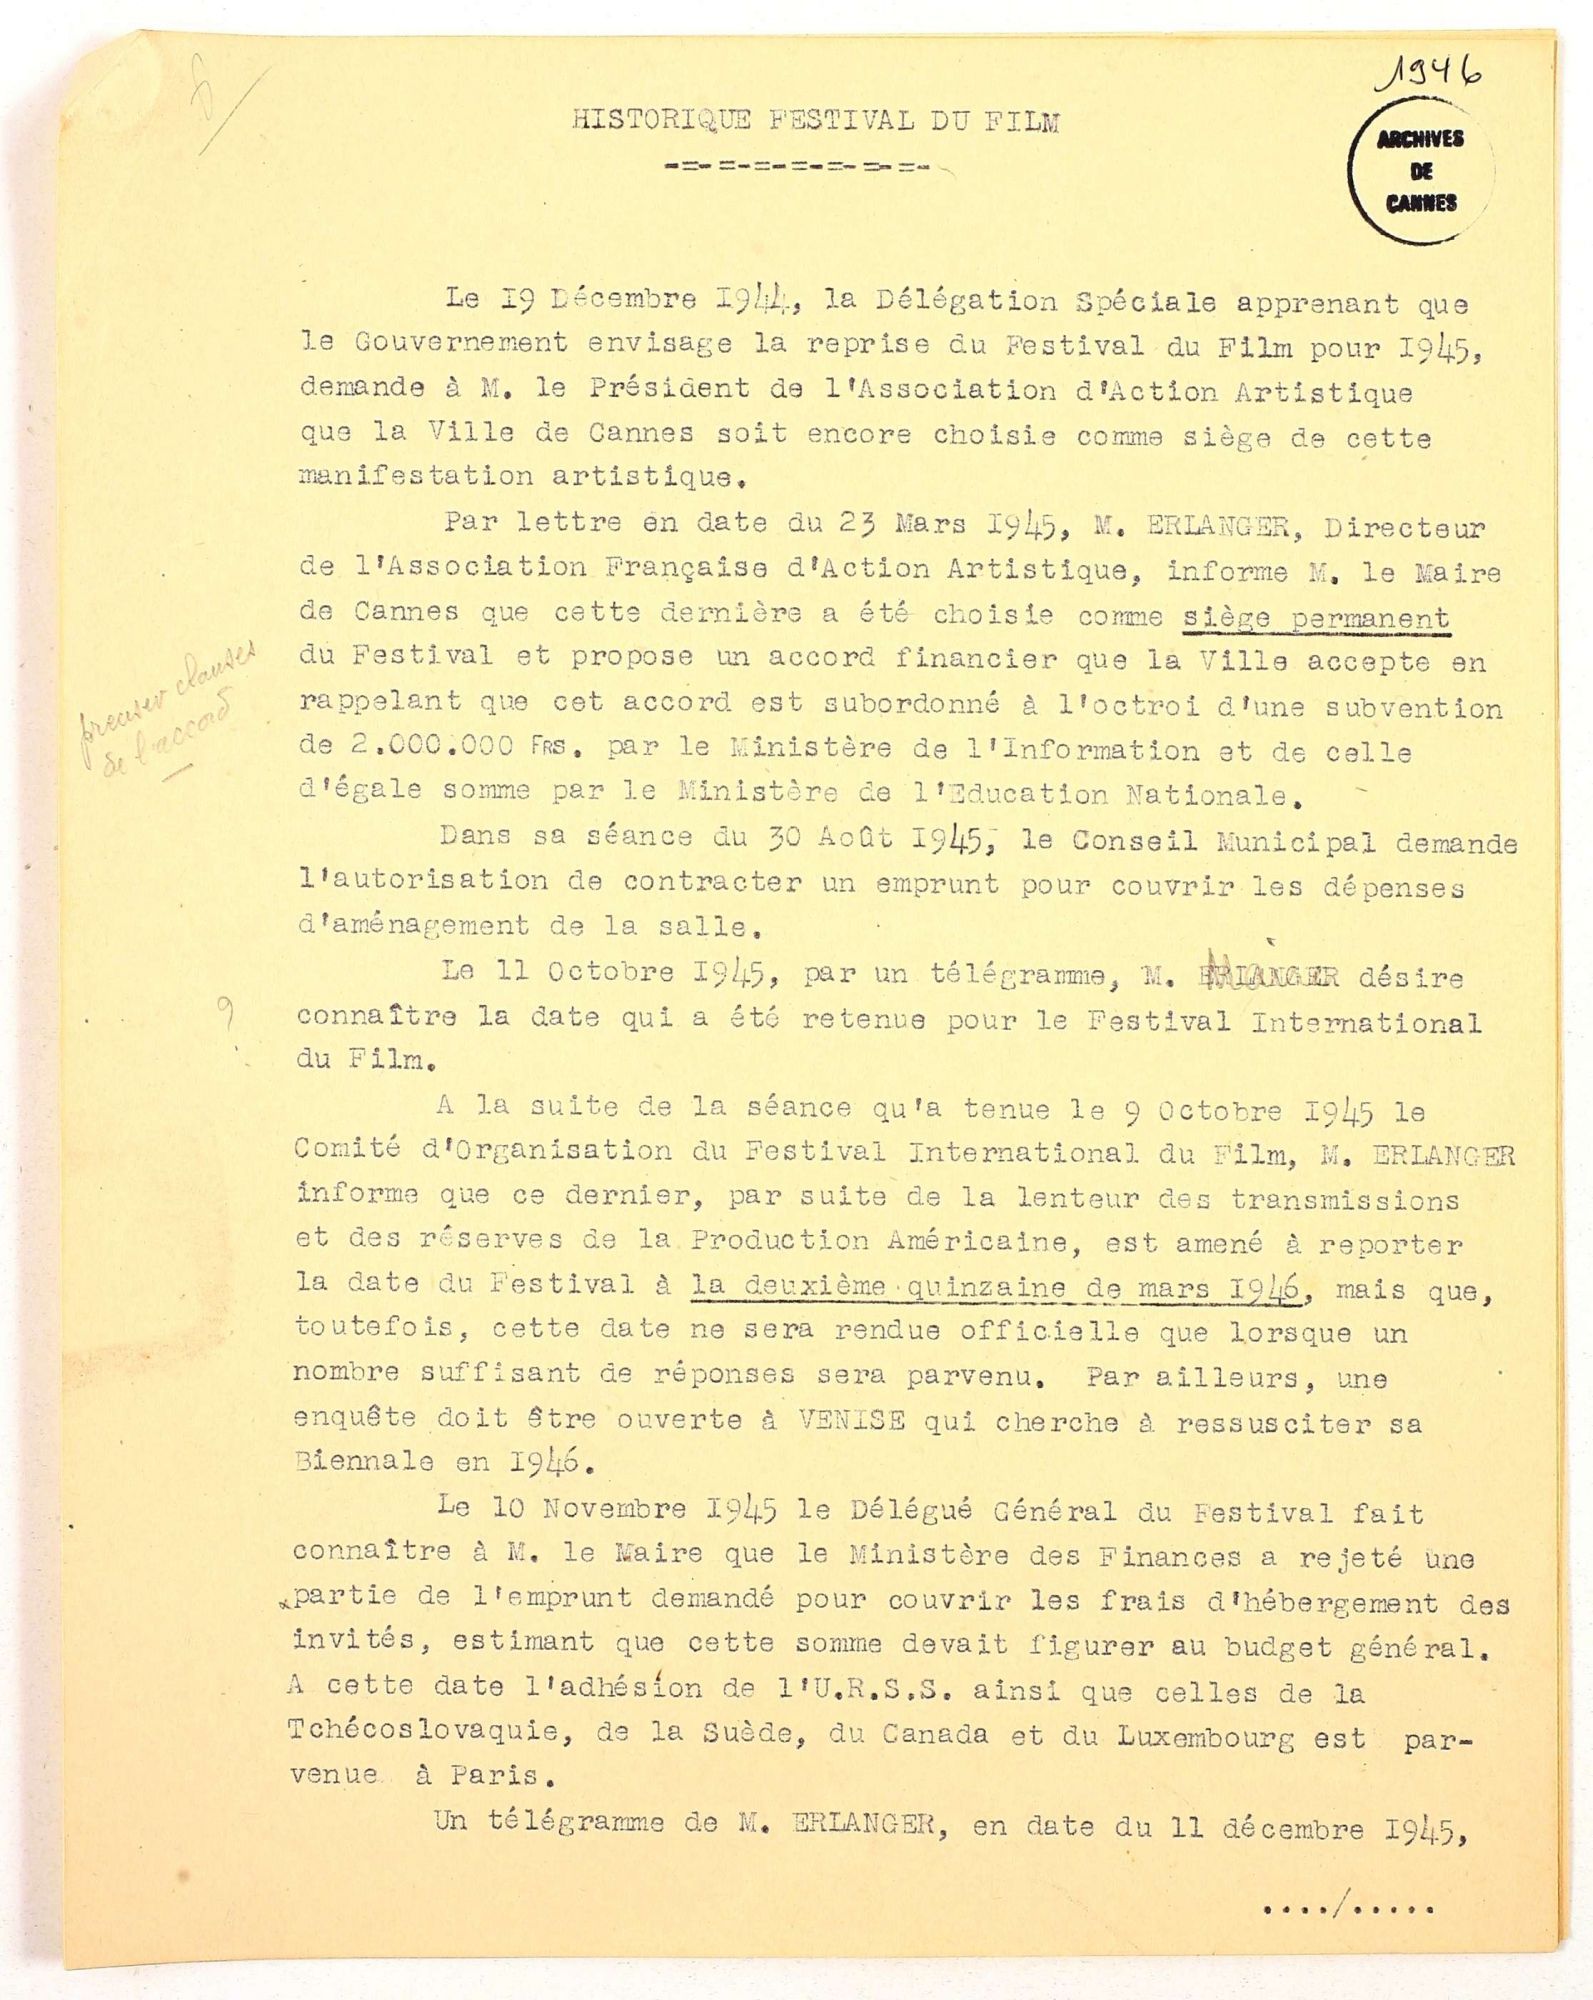 1946
HISTORIQUE FESTIVAL DU FILM
-=-=-=-=-=-=-=-
ARCHIVES
DE
CANNES
Le 19 Décembre 1944, la Délégation Spéciale apprenant que
le Gouvernement envisage la reprise du Festival du Film pour 1945,
demande à M. le Président de l'Association d'Action Artistique
que la Ville de Cannes soit encore choisie comme siège de cette
manifestation artistique.
Par lettre en date du 23 Mars 1945, M. ERLANGER, Directeur
de l'Association Française d'Action Artistique, informe M. le Maire
de Cannes que cette dernière a été choisie comme siège permanent
du Festival et propose un accord financier que la Ville accepte en
rappelant que cet accord est subordonné à l'octroi d'une subvention
de 2.000.000 FRS. par le Ministère de l'Information et de celle
d'égale somme par le Ministère de l'Education Nationale.
preciser clauses
de l'accord
Dans sa séance du 30 Août 1945, le Conseil Municipal demande
l'autorisation de contracter un emprunt pour couvrir les dépenses
d'aménagement de la salle.
Le 11 Octobre 1945, par un télégramme, M. ERLANGER désire
connaître la date qui a été retenue pour le Festival International
du Film.
?
A la suite de la séance qu'a tenue le 9 Octobre 1945 le
Comité d'Organisation du Festival International du Film, M. ERLANGER
informe que ce dernier, par suite de la lenteur des transmissions
et des réserves de la Production Américaine, est amené à reporter
la date du Festival à la deuxième quinzaine de mars 1946, mais que,
toutefois, cette date ne sera rendue officielle que lorsque un
nombre suffisant de réponses sera parvenu. Par ailleurs, une
enquête doit être ouverte à VENISE qui cherche à ressusciter sa
Biennale en 1946.
Le 10 Novembre 1945 le Délégué Général du Festival fait
connaître à M. le Maire que le Ministère des Finances a rejeté une
partie de l'emprunt demandé pour couvrir les frais d'hébergement des
invités, estimant que cette somme devait figurer au budget général.
A cette date l'adhésion de l'U.R.S.S. ainsi que celles de la
Tchécoslovaquie, de la Suède, du Canada et du Luxembourg est par-
venue à Paris.
Un télégramme de M. ERLANGER, en date du 11 décembre 1945,
..../.....